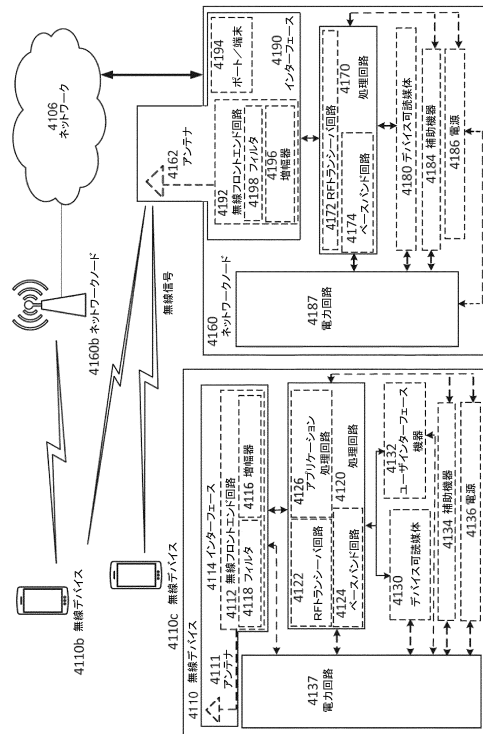 4106
ネットワーク
4160b ネットワークノード
4110b 無線デバイス
4110c 無線デバイス
無線信号
4162
アンテナ
4190
インターフェース
4192
無線フロントエンド回路
4194
ポート／端末
4198 フィルタ
4196
増幅器
4170
処理回路
4172 RFトランシーバ回路
4174
ベースバンド回路
4180 デバイス可読媒体
4184 補助機器
4186 電源
4187
電力回路
4160
ネットワークノード
4110 無線デバイス
4111
アンテナ
4114 インターフェース
4112 無線フロントエンド回路
4118 フィルタ
4116 増幅器
4122
RFトランシーバ回路
4126
アプリケーション
処理回路
4124
ベースバンド回路
4120
処理回路
4130
デバイス可読媒体
4132
ユーザインターフェース
機器
4134 補助機器
4136 電源
4137
電力回路